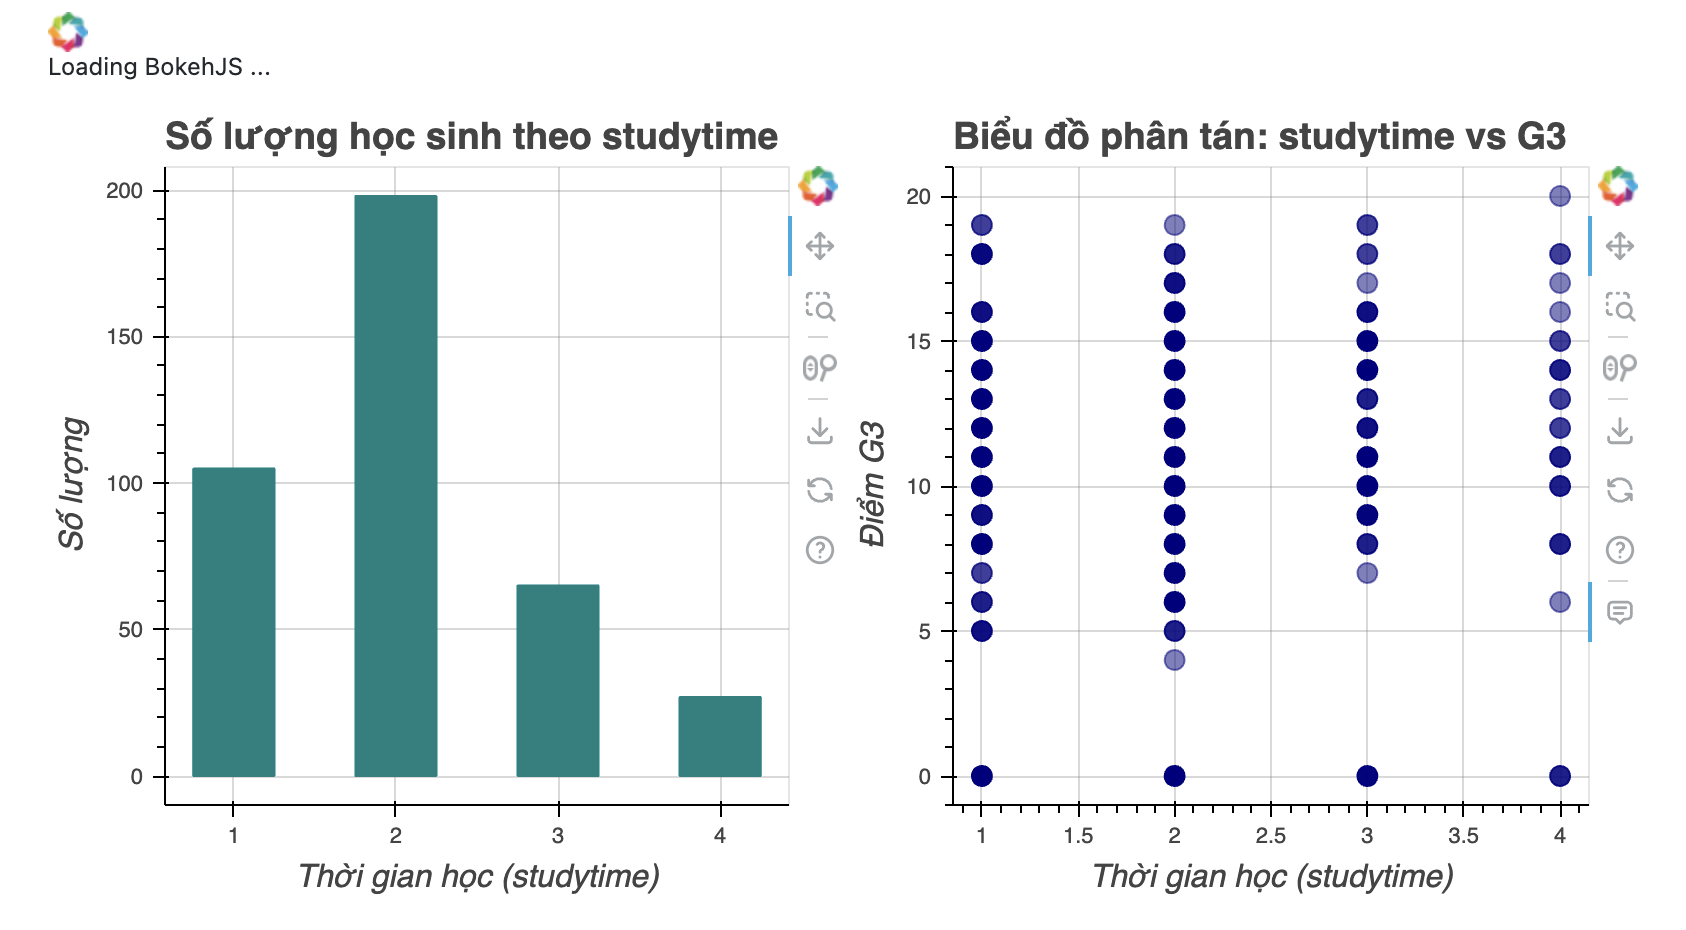 Loading BokehJS ...
Số lượng học sinh theo studytime
Số lượng
200
150
100
50
0
1 2 3 4
Thời gian học (studytime)
Biểu đồ phân tán: studytime vs G3
Điểm G3
20
15
10
5
0
1 1.5 2 2.5 3 3.5 4
Thời gian học (studytime)